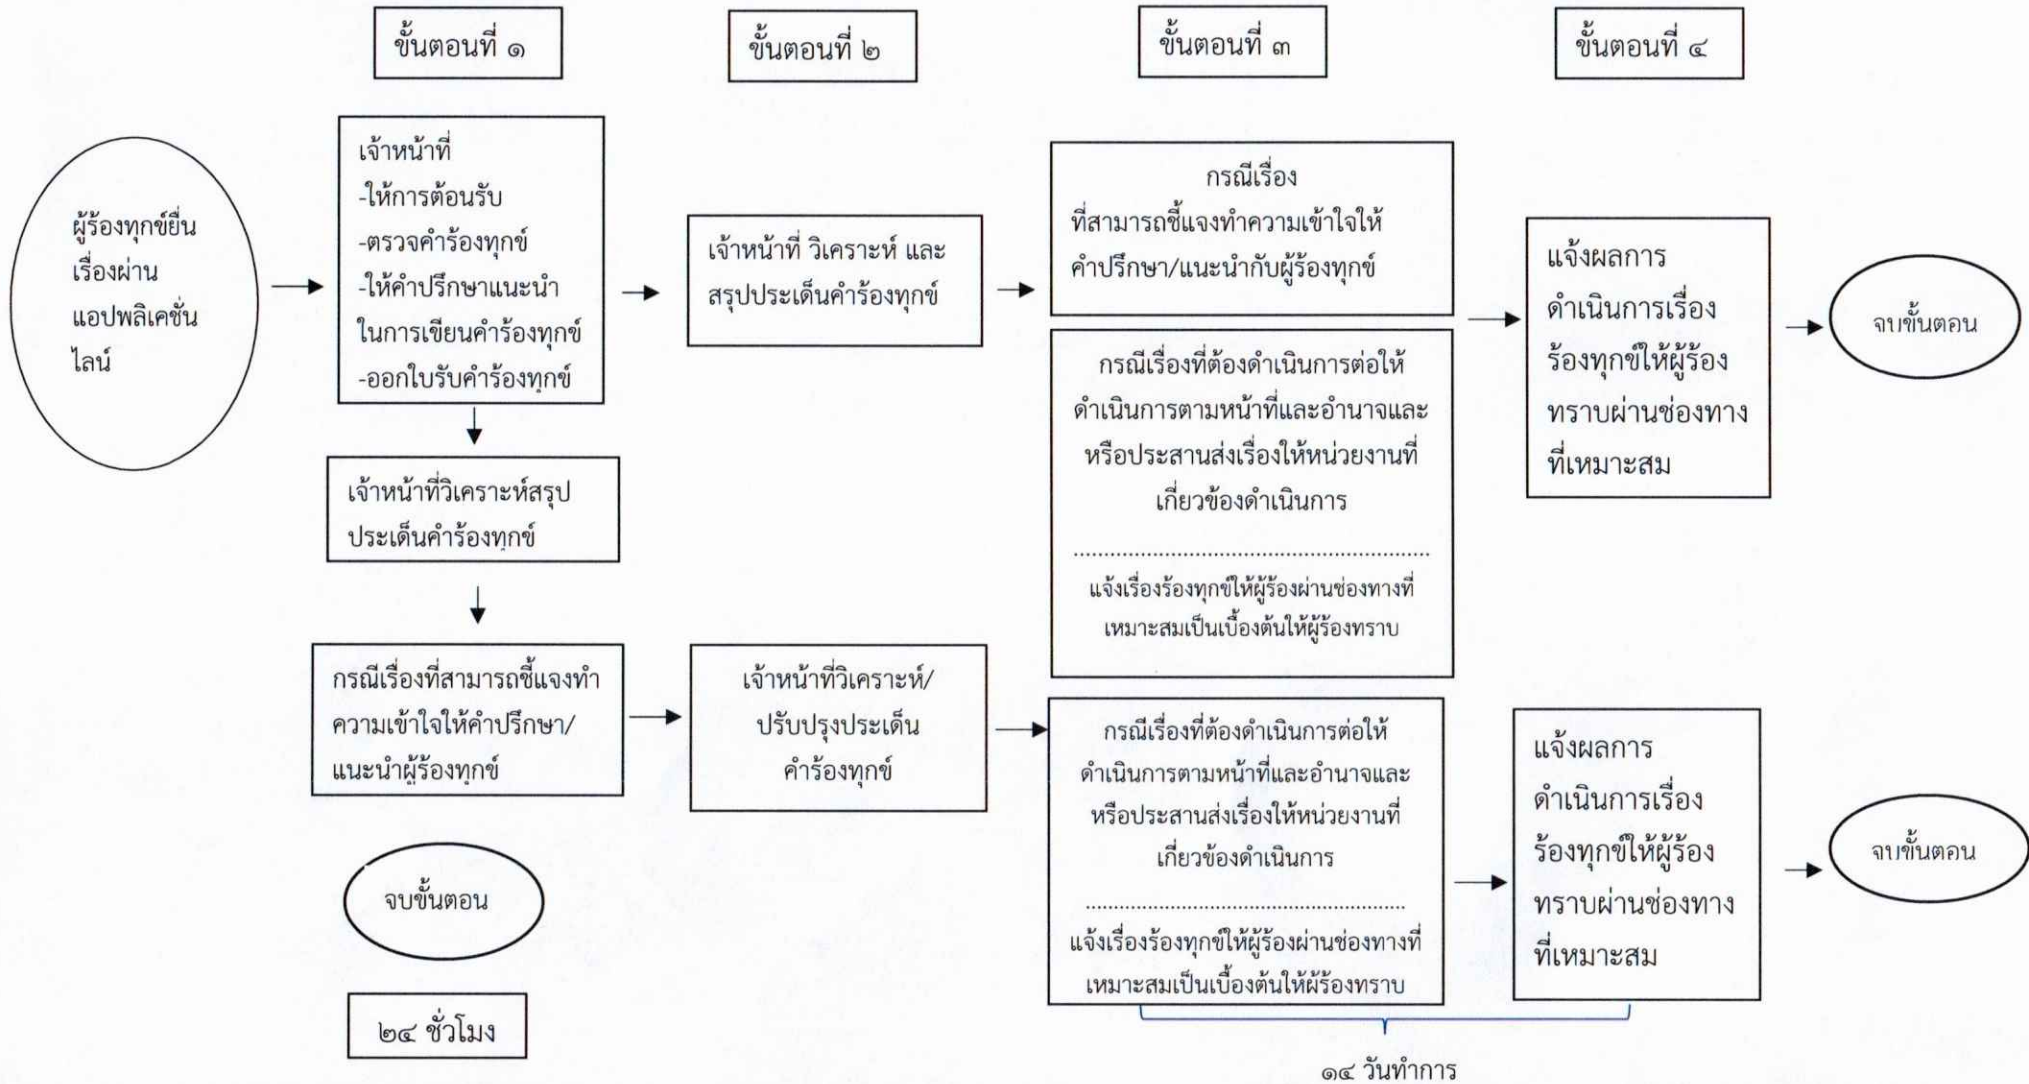 ขั้นตอนที่ ๑
ขั้นตอนที่ ๒
ขั้นตอนที่ ๓
ขั้นตอนที่ ๔
ผู้ร้องทุกข์ยื่น
เรื่องผ่าน
แอปพลิเคชั่น
ไลน์
เจ้าหน้าที่
-ให้การต้อนรับ
-ตรวจคำร้องทุกข์
-ให้คำปรึกษาแนะนำ
ในการเขียนคำร้องทุกข์
-ออกใบรับคำร้องทุกข์
เจ้าหน้าที่ วิเคราะห์ และ
สรุปประเด็นคำร้องทุกข์
กรณีเรื่อง
ที่สามารถชี้แจงทำความเข้าใจให้
คำปรึกษา/แนะนำกับผู้ร้องทุกข์
กรณีเรื่องที่ต้องดำเนินการต่อให้
ดำเนินการตามหน้าที่และอำนาจและ
หรือประสานส่งเรื่องให้หน่วยงานที่
เกี่ยวข้องดำเนินการ
..........................................................
แจ้งเรื่องร้องทุกข์ให้ผู้ร้องผ่านช่องทางที่
เหมาะสมเป็นเบื้องต้นให้ผู้ร้องทราบ
แจ้งผลการ
ดำเนินการเรื่อง
ร้องทุกข์ให้ผู้ร้อง
ทราบผ่านช่องทาง
ที่เหมาะสม
จบขั้นตอน
เจ้าหน้าที่วิเคราะห์สรุป
ประเด็นคำร้องทุกข์
กรณีเรื่องที่สามารถชี้แจงทำ
ความเข้าใจให้คำปรึกษา/
แนะนำผู้ร้องทุกข์
เจ้าหน้าที่วิเคราะห์/
ปรับปรุงประเด็น
คำร้องทุกข์
กรณีเรื่องที่ต้องดำเนินการต่อให้
ดำเนินการตามหน้าที่และอำนาจและ
หรือประสานส่งเรื่องให้หน่วยงานที่
เกี่ยวข้องดำเนินการ
....................................................
แจ้งเรื่องร้องทุกข์ให้ผู้ร้องผ่านช่องทางที่
เหมาะสมเป็นเบื้องต้นให้ผู้ร้องทราบ
แจ้งผลการ
ดำเนินการเรื่อง
ร้องทุกข์ให้ผู้ร้อง
ทราบผ่านช่องทาง
ที่เหมาะสม
จบขั้นตอน
จบขั้นตอน
๒๔ ชั่วโมง
๑๔ วันทำการ